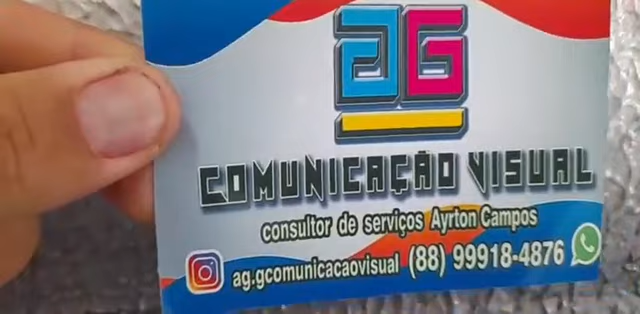 aG
COMUNICAÇÃO VISUAL
consultor de serviços Ayrton Campos
ag.gcomunicacaovisual (88) 99918-4876